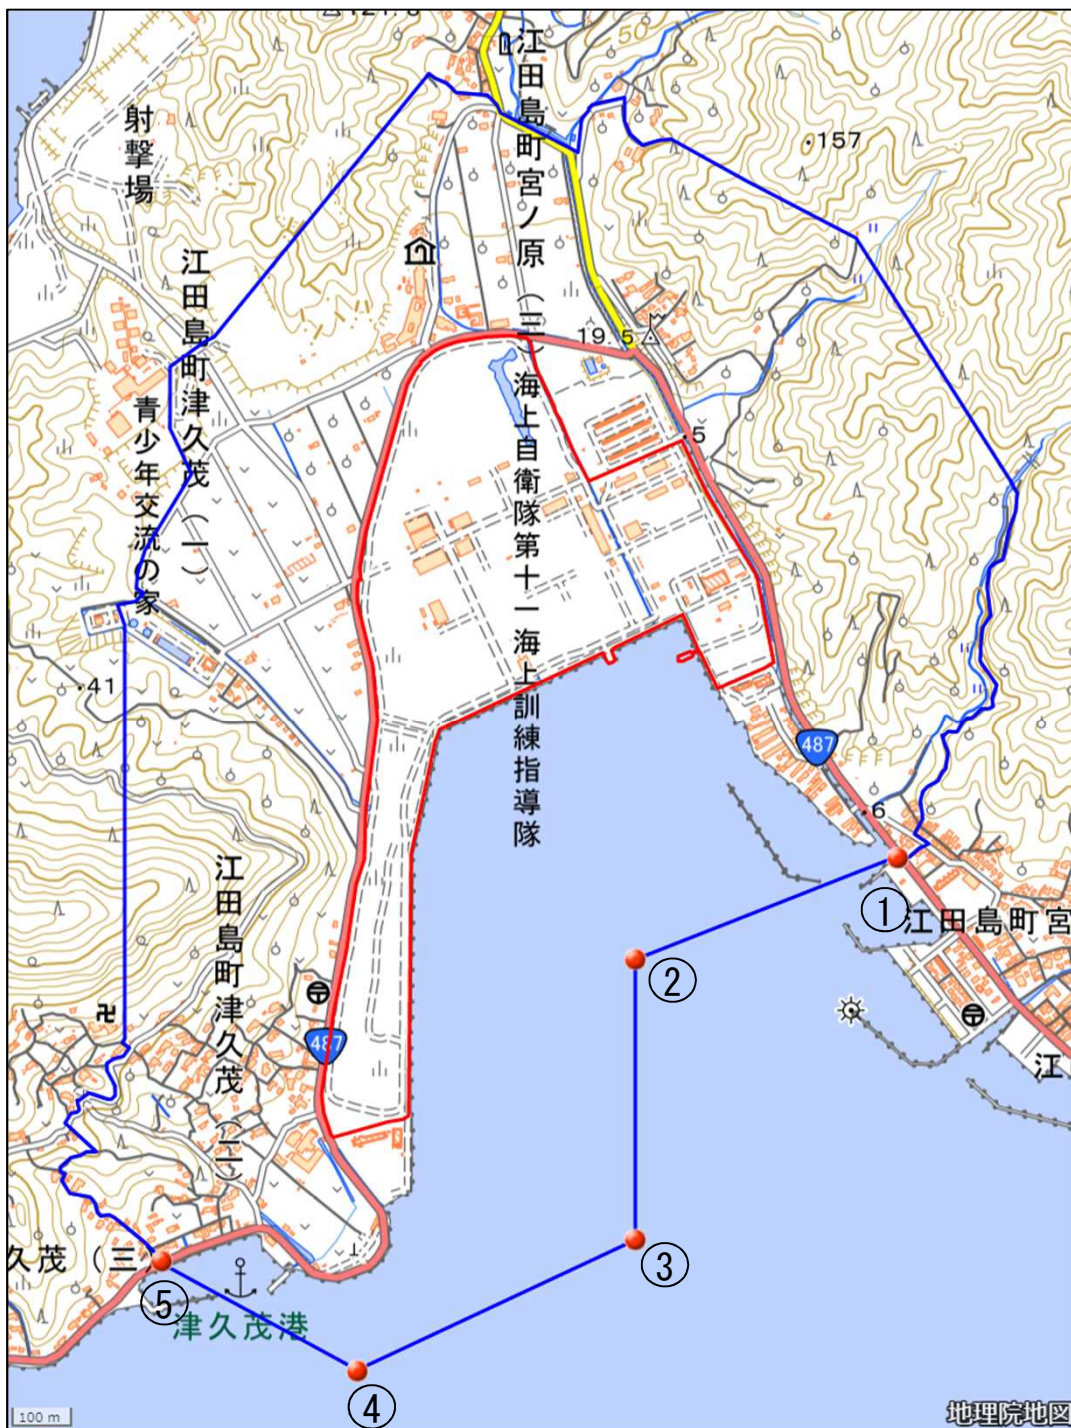 50
江田島町宮ノ原（三）
射撃場
・157
江田島町津久茂（一）
19.5
海上自衛隊第十一海上訓練指導隊
青少年交流の家
・5
・41
487
・6
①
江田島町宮
江田島町津久茂（二）
②
487
江
③
久茂（三）
⑤
津久茂港
④
100 m
地理院地図